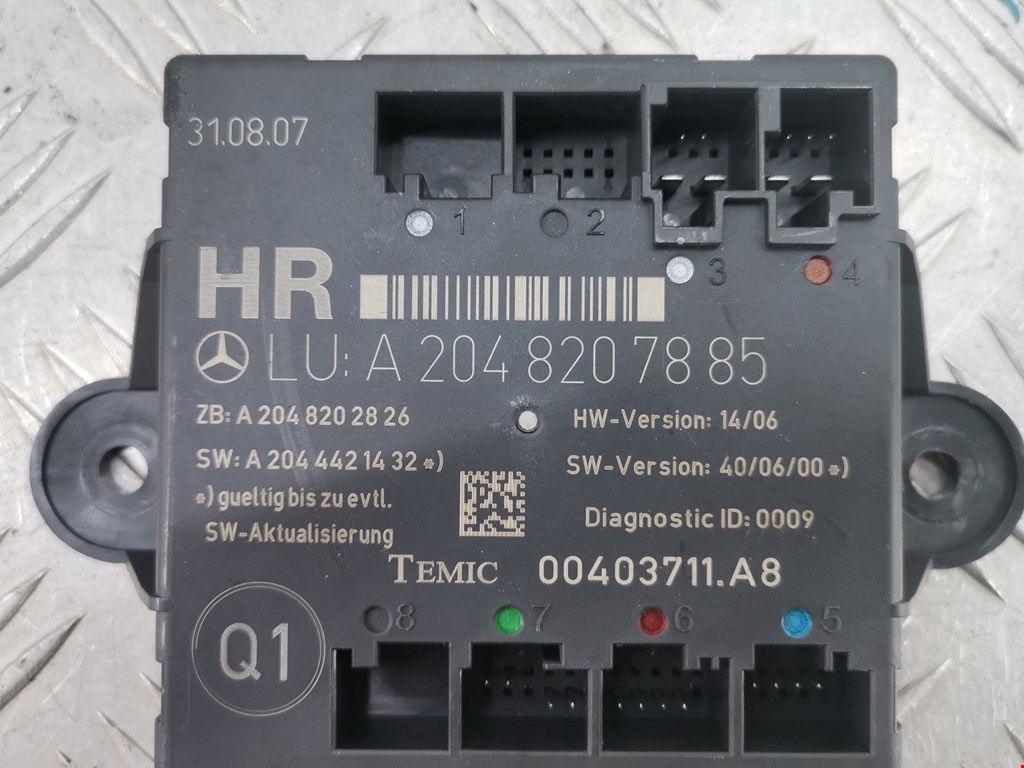 31.08.07
1 2
3 4
HR
LU: A 204 820 78 85
ZB: A 204 820 28 26
HW-Version: 14/06
SW: A 204 442 14 32 *)
SW-Version: 40/06/00 *)
*) gueltig bis zu evtl.
SW-Aktualisierung
Diagnostic ID: 0009
TEMIC 00403711.A8
8 7 6 5
Q1